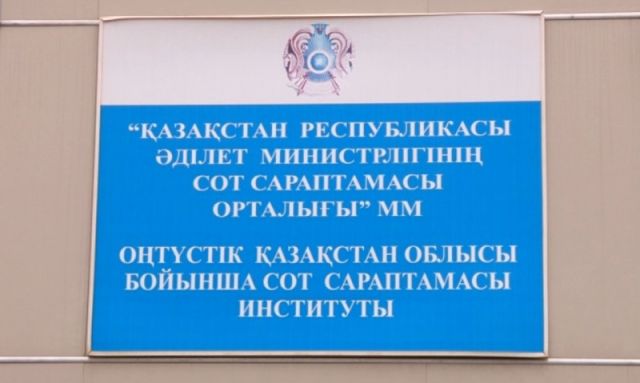 “ҚАЗАҚСТАН РЕСПУБЛИКАСЫ
ӘДІЛЕТ МИНИСТРЛІГІНІҢ
СОТ САРАПТАМАСЫ
ОРТАЛЫҒЫ” ММ
ОҢТҮСТІК ҚАЗАҚСТАН ОБЛЫСЫ
БОЙЫНША СОТ САРАПТАМАСЫ
ИНСТИТУТЫ